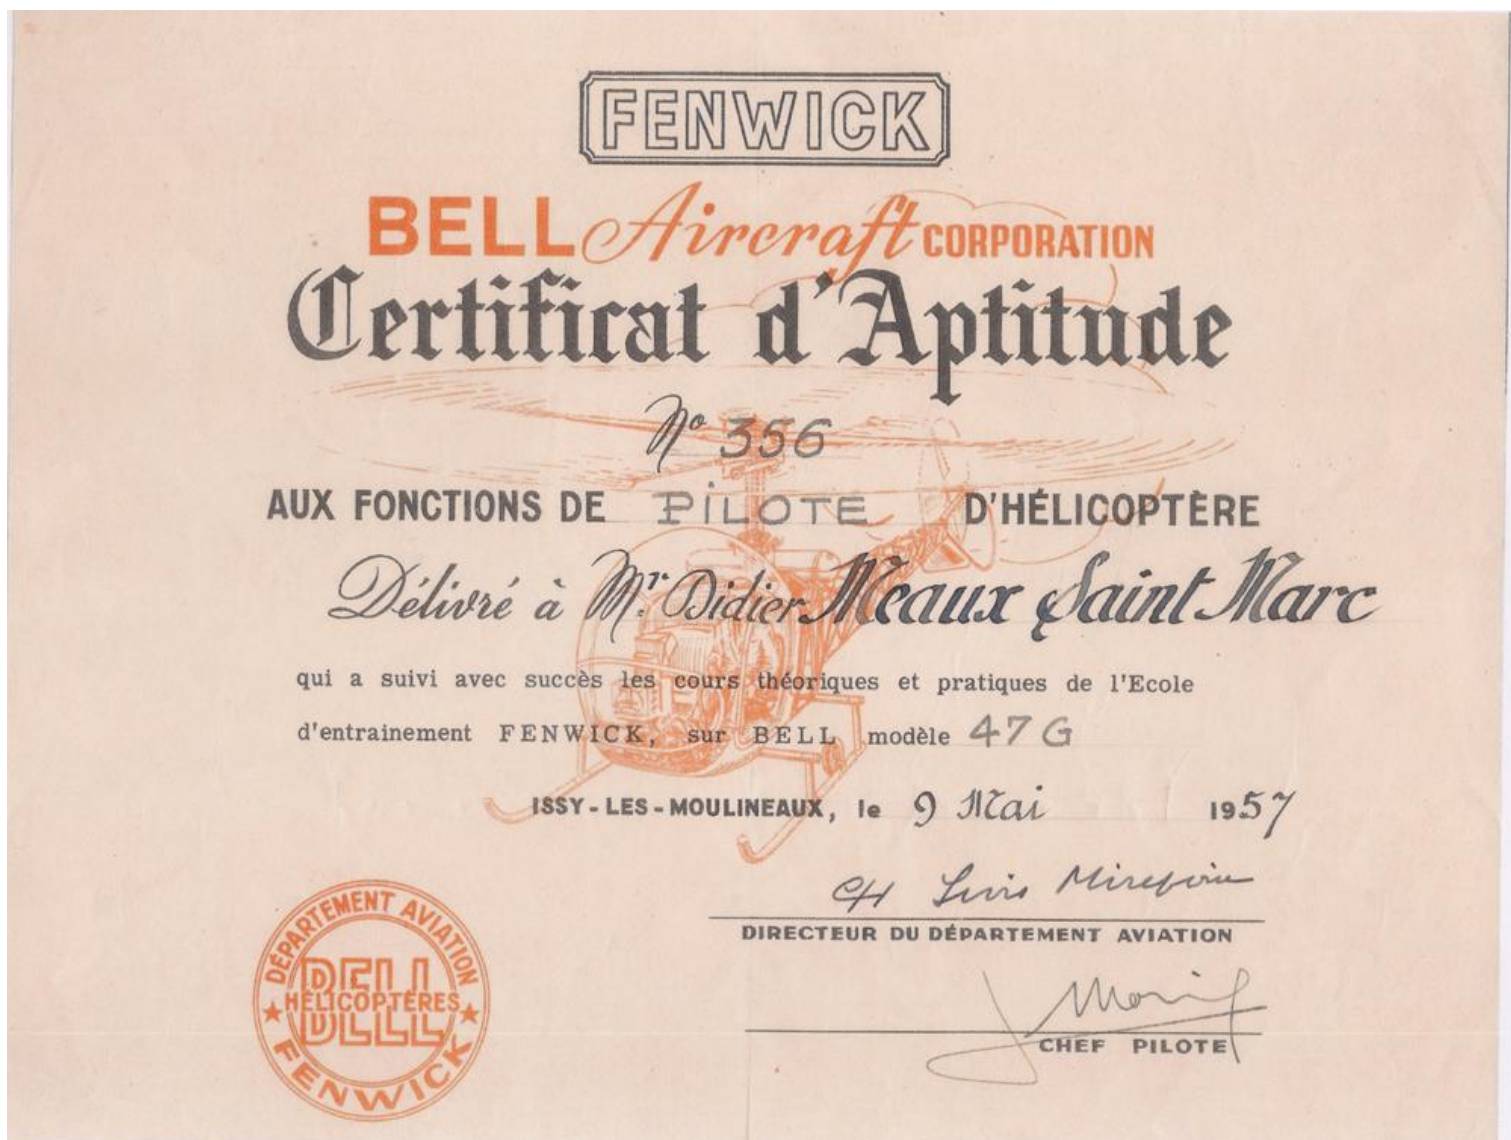 FENWICK
BELL Aircraft CORPORATION
Certificat d'Aptitude
No 356
AUX FONCTIONS DE PILOTE D'HÉLICOPTÈRE
Délivré à Mr. Didier Meaux Saint Marc
qui a suivi avec succès les cours théoriques et pratiques de l'Ecole
d'entrainement FENWICK, sur BELL modèle 47 G
ISSY-LES-MOULINEAUX, le 9 Mai 1957
DIRECTEUR DU DÉPARTEMENT AVIATION
CHEF PILOTE
DÉPARTEMENT AVIATION
BELL
HÉLICOPTÈRES
BELL
FENWICK